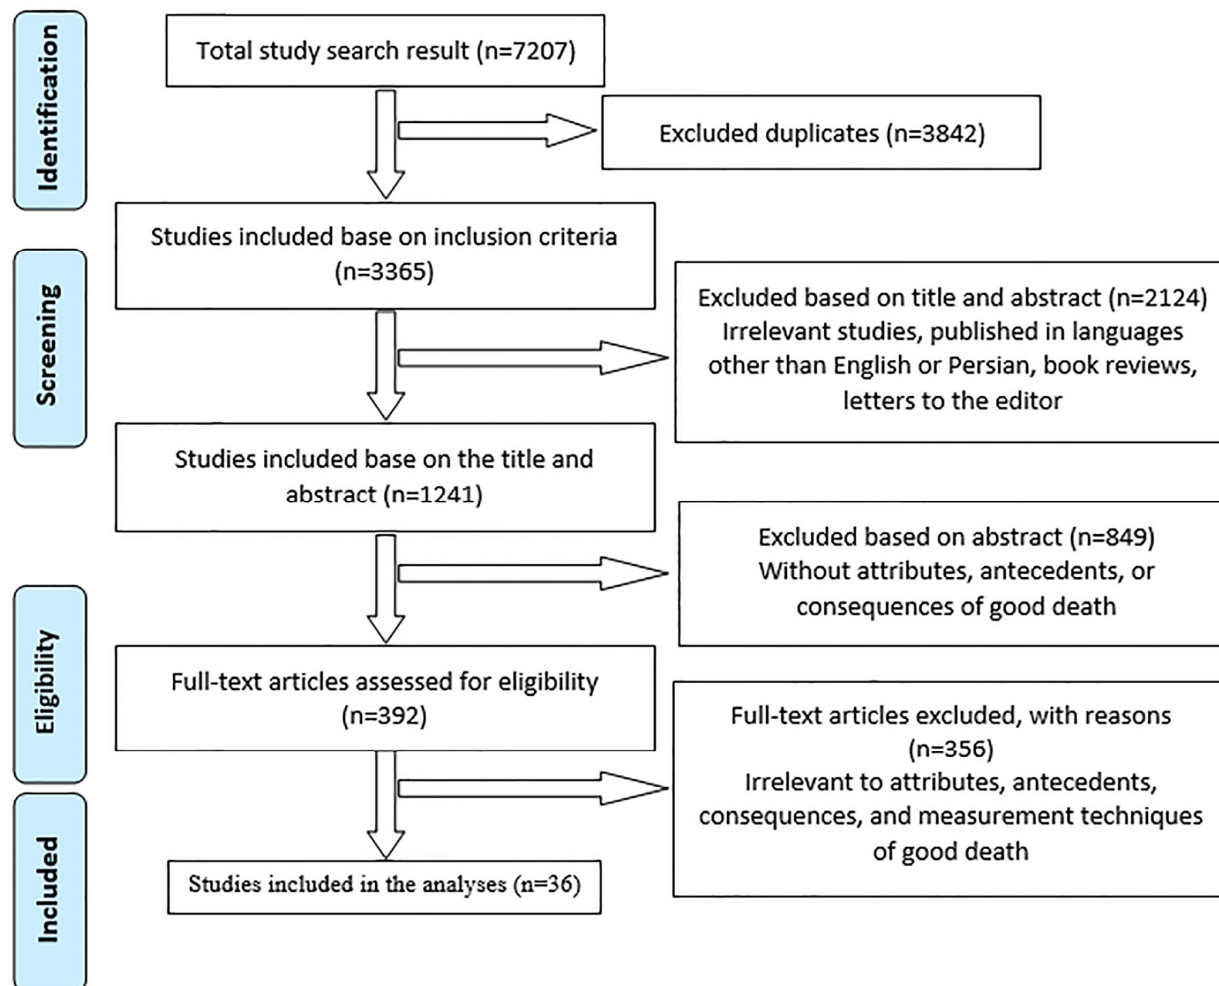 Identification
Total study search result (n=7207)
Excluded duplicates (n=3842)
Studies included base on inclusion criteria
(n=3365)
Screening
Excluded based on title and abstract (n=2124)
Irrelevant studies, published in languages
other than English or Persian, book reviews,
letters to the editor
Studies included base on the title and
abstract (n=1241)
Excluded based on abstract (n=849)
Without attributes, antecedents, or
consequences of good death
Eligibility
Full-text articles assessed for eligibility
(n=392)
Full-text articles excluded, with reasons
(n=356)
Irrelevant to attributes, antecedents,
consequences, and measurement techniques
of good death
Included
Studies included in the analyses (n=36)